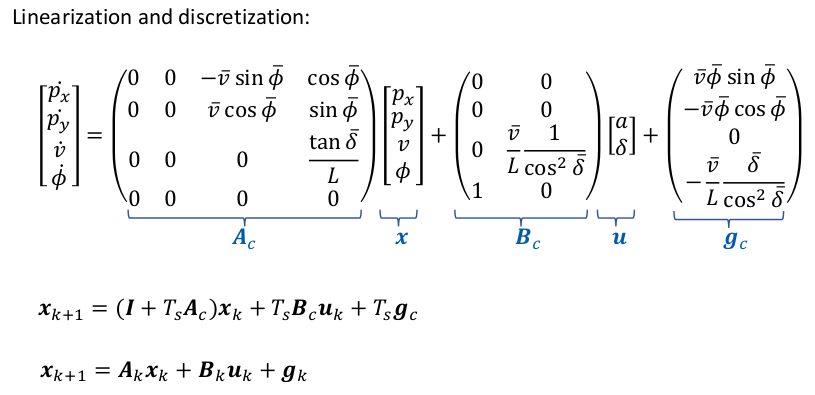 Linearization and discretization:
[ṗₓ; ṗ_y; v̇; ϕ̇] = (0 0 −v̄ sin ϕ̄ cos ϕ̄; 0 0 v̄ cos ϕ̄ sin ϕ̄; 0 0 0 tan δ̄/L; 0 0 0 0) [pₓ; p_y; v; ϕ] + (0 0; 0 0; 0 v̄/L 1/cos² δ̄; 1 0) [a; δ] + (v̄ϕ̄ sin ϕ̄; −v̄ϕ̄ cos ϕ̄; 0; −v̄/L δ̄/cos² δ̄)
A_c x B_c u g_c
x_{k+1} = (I + T_s A_c)x_k + T_s B_c u_k + T_s g_c
x_{k+1} = A_k x_k + B_k u_k + g_k